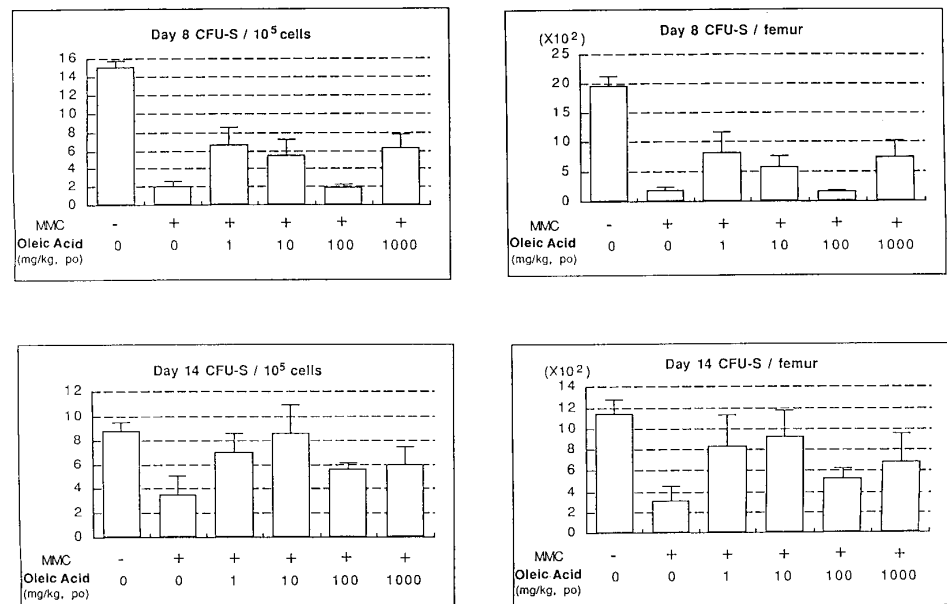 Day 8 CFU-S / 10⁵ cells
16
14
12
10
8
6
4
2
0
MMC - + + + + +
Oleic Acid 0 0 1 10 100 1000
(mg/kg, po)
Day 8 CFU-S / femur
(X10²)
25
20
15
10
5
0
MMC - + + + + +
Oleic Acid 0 0 1 10 100 1000
(mg/kg, po)
Day 14 CFU-S / 10⁵ cells
12
10
8
6
4
2
0
MMC - + + + + +
Oleic Acid 0 0 1 10 100 1000
(mg/kg, po)
Day 14 CFU-S / femur
(X10²)
14
12
10
8
6
4
2
0
MMC - + + + + +
Oleic Acid 0 0 1 10 100 1000
(mg/kg, po)